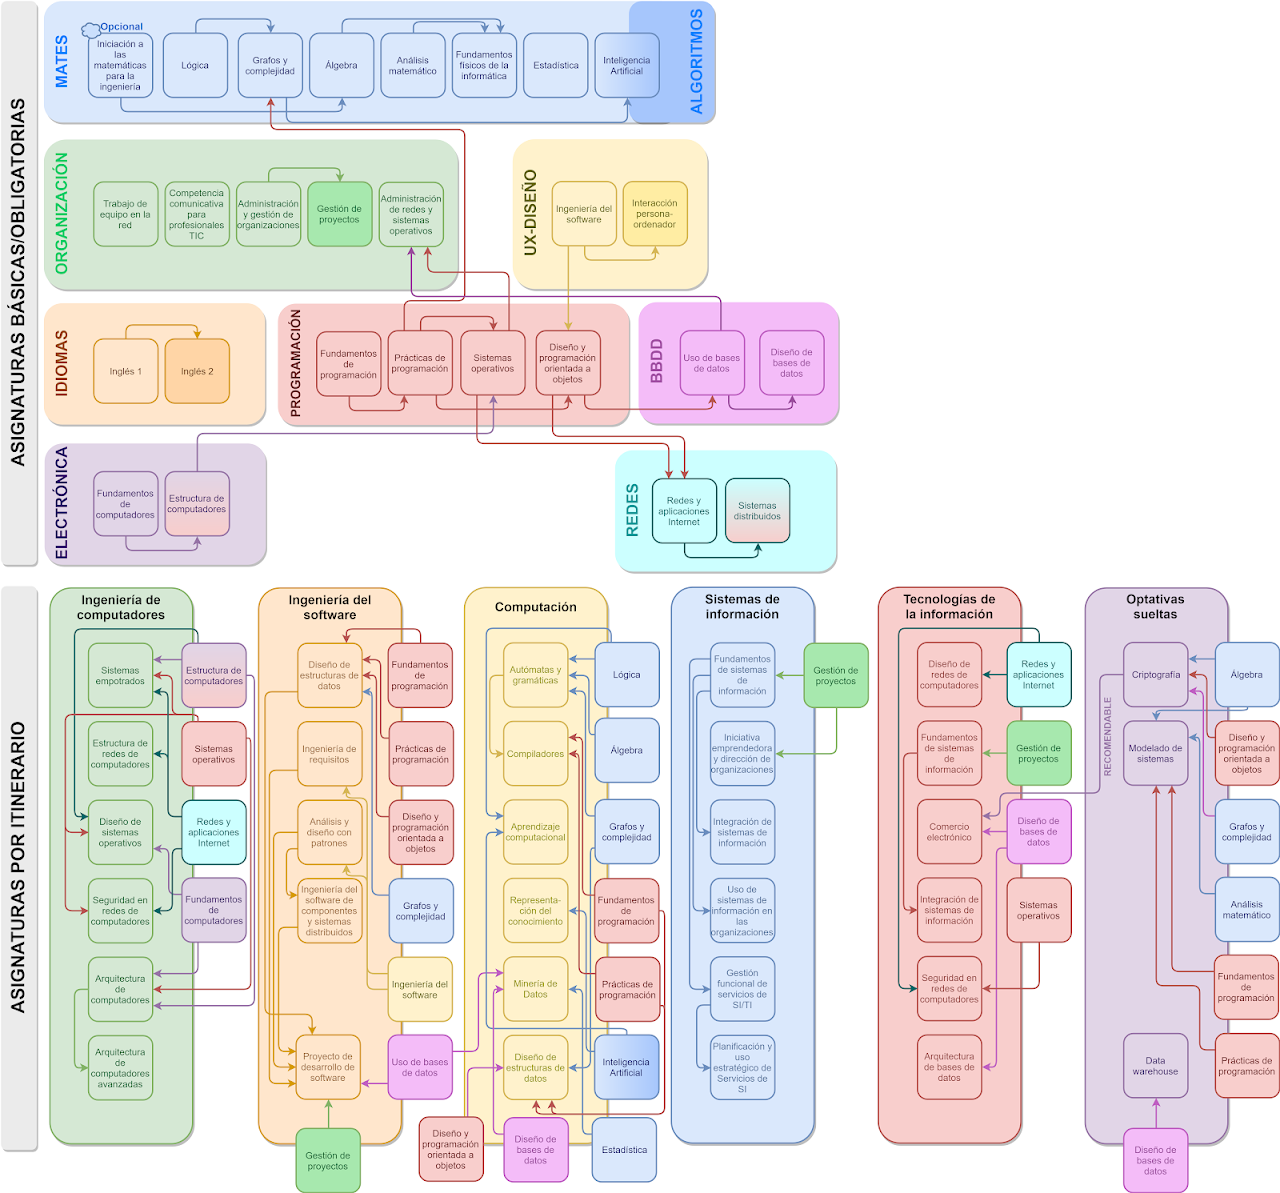 ASIGNATURAS BÁSICAS/OBLIGATORIAS
MATES
Opcional
Iniciación a
las
matemáticas
para la
ingeniería
Lógica
Grafos y
complejidad
Álgebra
Análisis
matemático
Fundamentos
físicos de la
informática
Estadística
Inteligencia
Artificial
ALGORITMOS
ORGANIZACIÓN
Trabajo de
equipo en la
red
Competencia
comunicativa
para
profesionales
TIC
Administración
y gestión de
organizaciones
Gestión de
proyectos
Administración
de redes y
sistemas
operativos
UX-DISEÑO
Ingeniería del
software
Interacción
persona-
ordenador
IDIOMAS
Inglés 1
Inglés 2
PROGRAMACIÓN
Fundamentos
de
programación
Prácticas de
programación
Sistemas
operativos
Diseño y
programación
orientada a
objetos
BBDD
Uso de bases
de datos
Diseño de
bases de
datos
ELECTRÓNICA
Fundamentos
de
computadores
Estructura de
computadores
REDES
Redes y
aplicaciones
Internet
Sistemas
distribuidos
ASIGNATURAS POR ITINERARIO
Ingeniería de
computadores
Sistemas
empotrados
Estructura de
redes de
computadores
Diseño de
sistemas
operativos
Seguridad en
redes de
computadores
Arquitectura
de
computadores
Arquitectura
de
computadores
avanzadas
Estructura de
computadores
Sistemas
operativos
Redes y
aplicaciones
Internet
Fundamentos
de
computadores
Ingeniería del
software
Diseño de
estructuras de
datos
Ingeniería de
requisitos
Análisis y
diseño con
patrones
Ingeniería del
software de
componentes
y sistemas
distribuidos
Proyecto de
desarrollo de
software
Fundamentos
de
programación
Prácticas de
programación
Diseño y
programación
orientada a
objetos
Grafos y
complejidad
Ingeniería del
software
Uso de bases
de datos
Gestión de
proyectos
Computación
Autómatas y
gramáticas
Compiladores
Aprendizaje
computacional
Representa-
ción del
conocimiento
Minería de
Datos
Diseño de
estructuras de
datos
Lógica
Álgebra
Grafos y
complejidad
Fundamentos
de
programación
Prácticas de
programación
Inteligencia
Artificial
Diseño y
programación
orientada a
objetos
Diseño de
bases de
datos
Estadística
Sistemas de
información
Fundamentos
de sistemas
de
información
Iniciativa
emprendedora
y dirección de
organizaciones
Integración de
sistemas de
información
Uso de
sistemas de
información en
las
organizaciones
Gestión
funcional de
servicios de
SI/TI
Planificación y
uso
estratégico de
Servicios de
SI
Gestión de
proyectos
Tecnologías de
la información
Diseño de
redes de
computadores
Fundamentos
de sistemas
de
información
Comercio
electrónico
Integración de
sistemas de
información
Seguridad en
redes de
computadores
Arquitectura
de bases de
datos
Redes y
aplicaciones
Internet
Gestión de
proyectos
Diseño de
bases de
datos
Sistemas
operativos
RECOMENDABLE
Optativas
sueltas
Criptografía
Modelado de
sistemas
Data
warehouse
Álgebra
Diseño y
programación
orientada a
objetos
Grafos y
complejidad
Análisis
matemático
Fundamentos
de
programación
Prácticas de
programación
Diseño de
bases de
datos